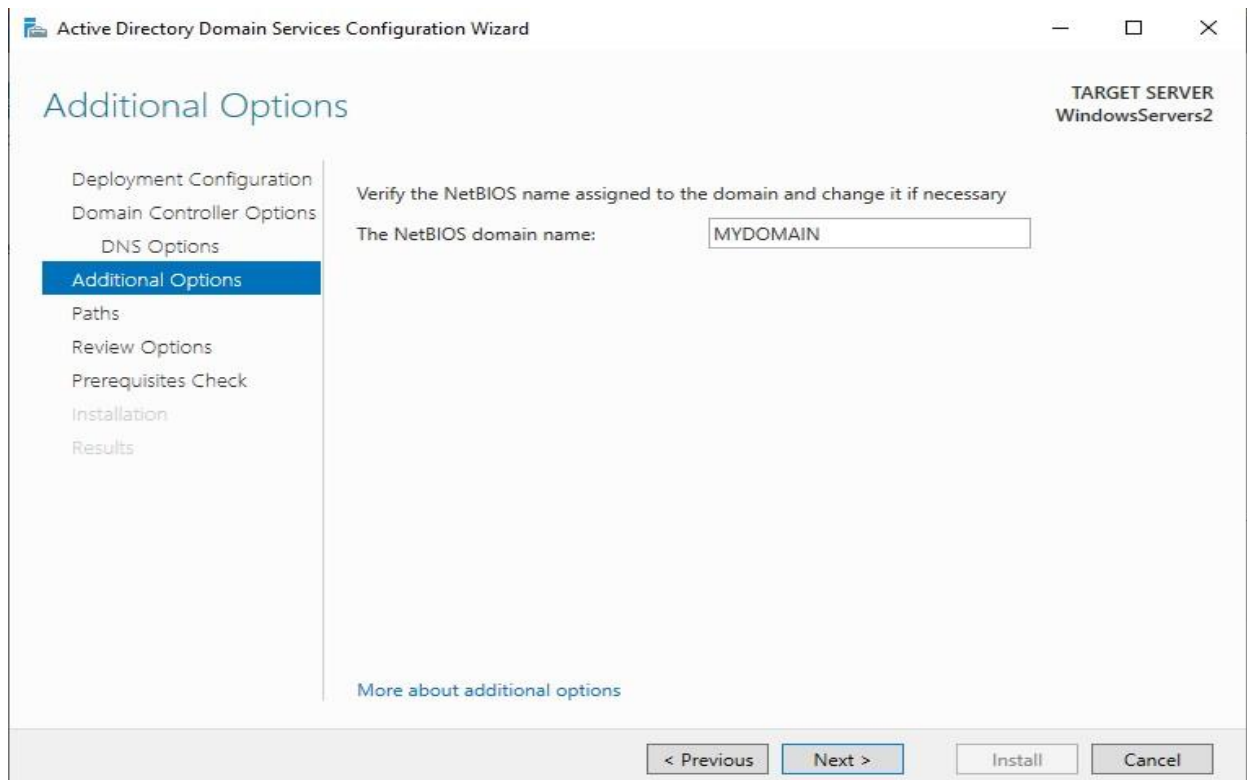 Active Directory Domain Services Configuration Wizard
Additional Options
TARGET SERVER
WindowsServers2
Deployment Configuration
Domain Controller Options
DNS Options
Additional Options
Paths
Review Options
Prerequisites Check
Installation
Results
Verify the NetBIOS name assigned to the domain and change it if necessary
The NetBIOS domain name: MYDOMAIN
More about additional options
< Previous Next > Install Cancel